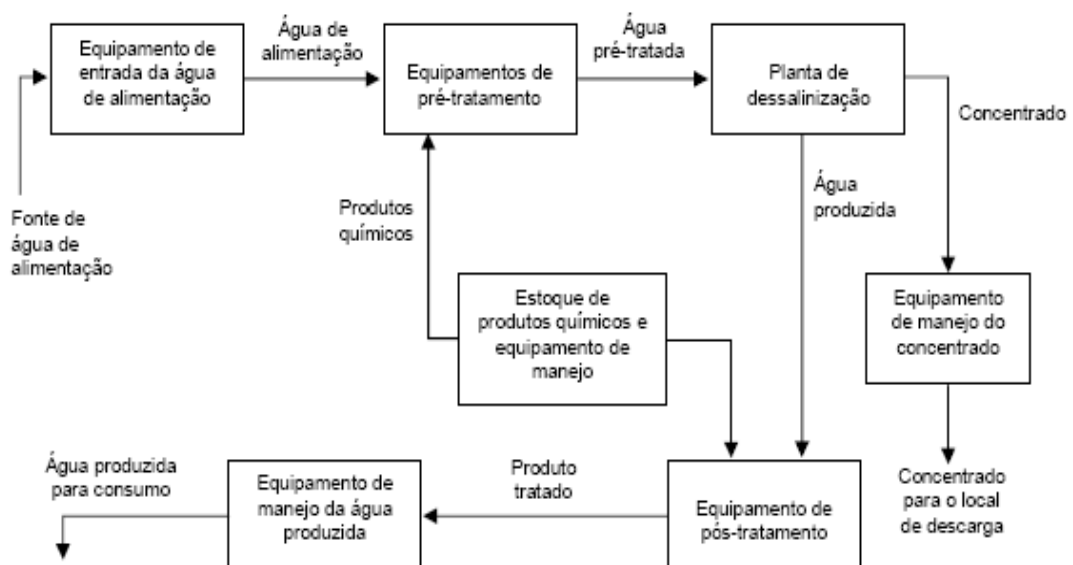 Equipamento de
entrada da água
de alimentação
Água de
alimentação
Equipamentos de
pré-tratamento
Água
pré-tratada
Planta de
dessalinização
Concentrado
Fonte de
água de
alimentação
Produtos
químicos
Água
produzida
Estoque de
produtos químicos e
equipamento de
manejo
Equipamento
de manejo do
concentrado
Água produzida
para consumo
Equipamento de
manejo da água
produzida
Produto
tratado
Equipamento de
pós-tratamento
Concentrado
para o local
de descarga